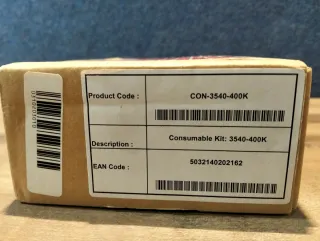 Product Code : CON-3540-400K
Description : Consumable Kit: 3540-400K
EAN Code : 5032140202162